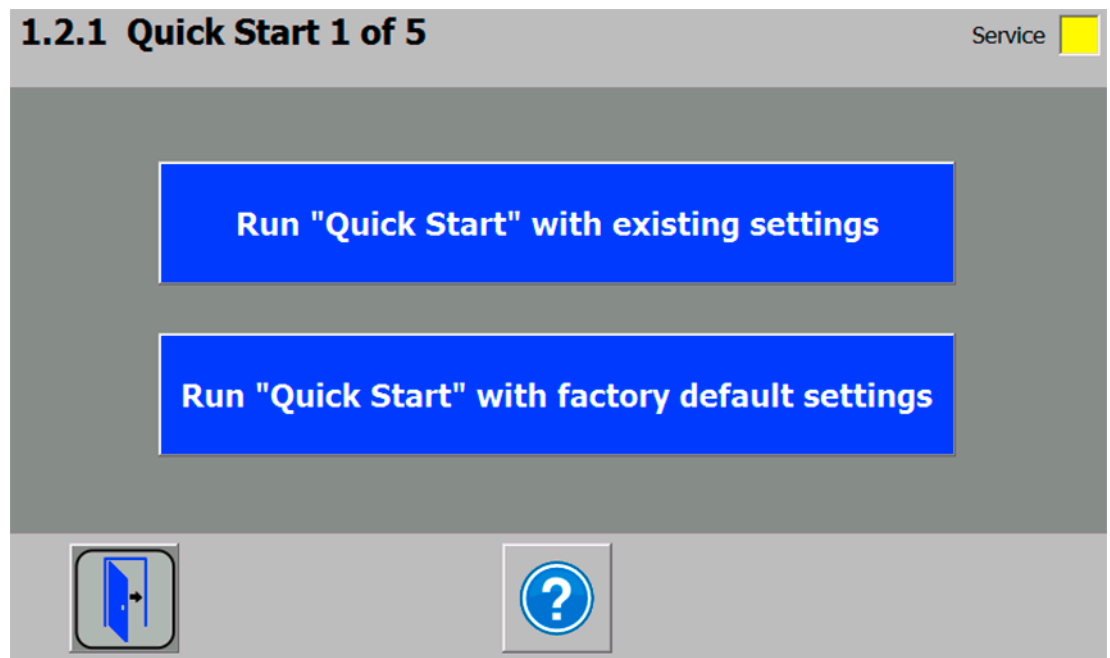 1.2.1 Quick Start 1 of 5
Service
Run "Quick Start" with existing settings
Run "Quick Start" with factory default settings
?